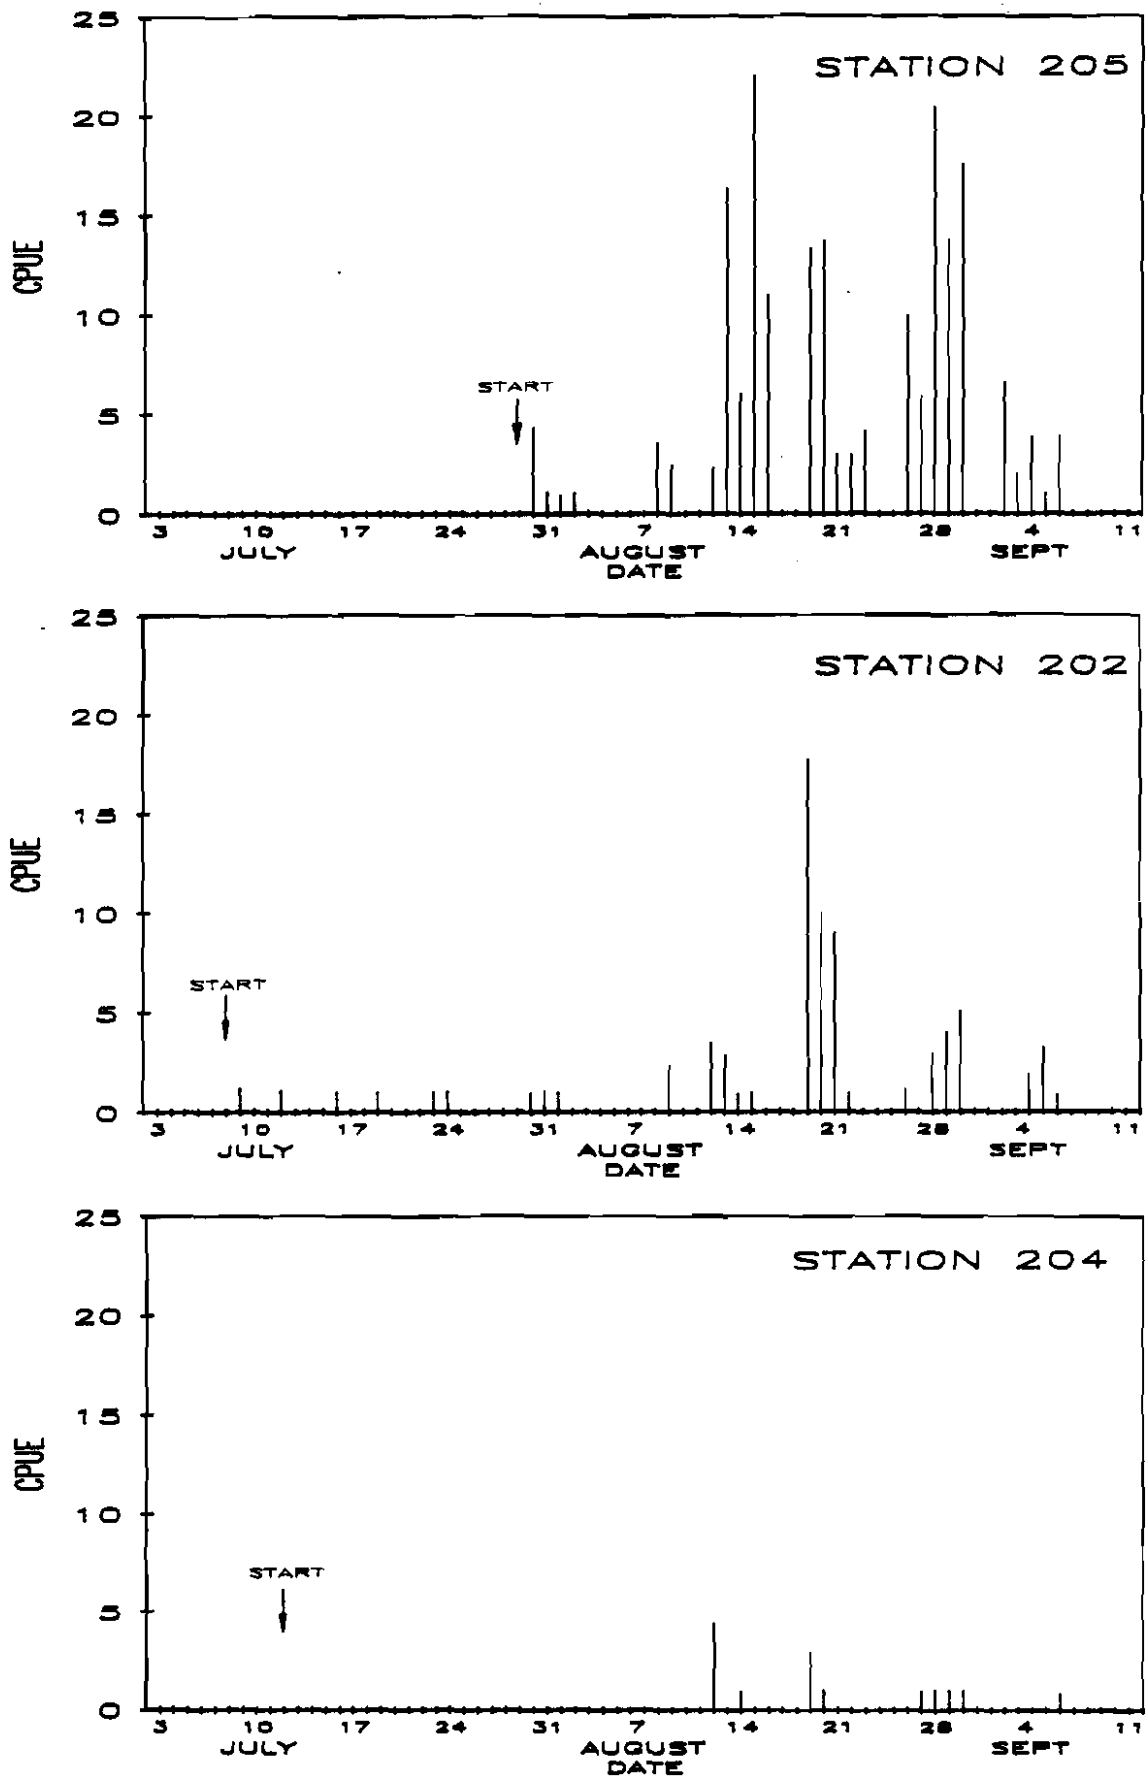 25
STATION 205
20
15
CPUE
10
START
5
0
3 10 17 24 31 7 14 21 28 4 11
JULY AUGUST SEPT
DATE
25
STATION 202
20
15
CPUE
10
START
5
0
3 10 17 24 31 7 14 21 28 4 11
JULY AUGUST SEPT
DATE
25
STATION 204
20
15
CPUE
10
START
5
0
3 10 17 24 31 7 14 21 28 4 11
JULY AUGUST SEPT
DATE